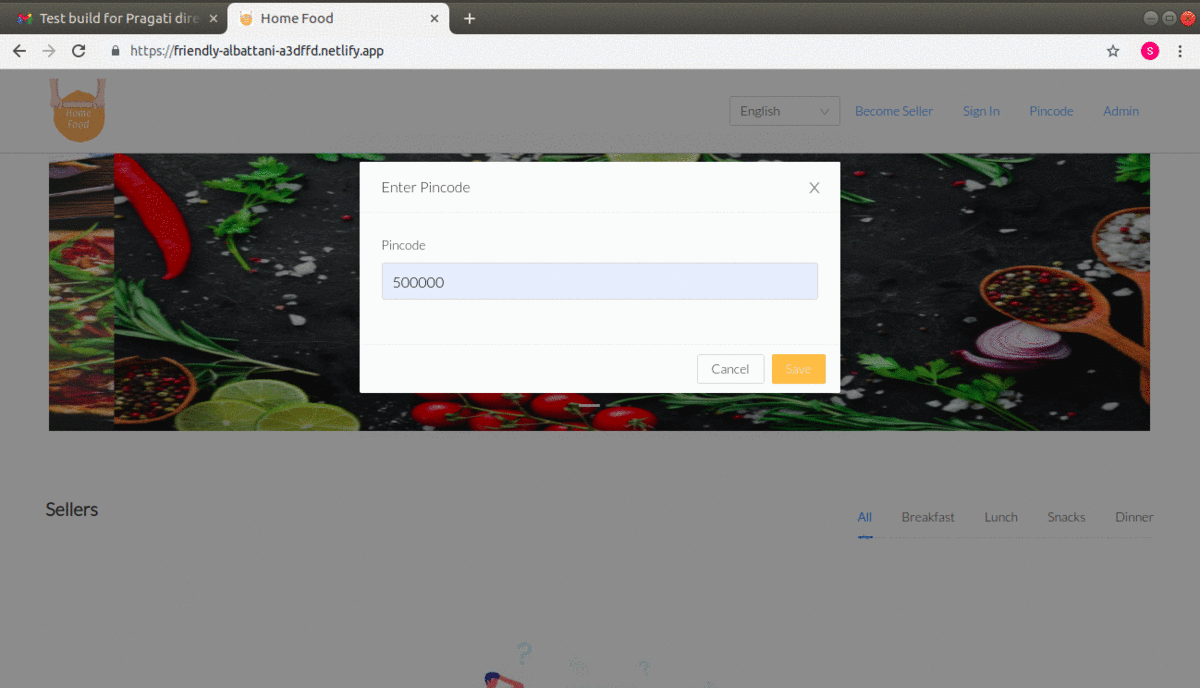 Test build for Pragati dire
Home Food
https://friendly-albattani-a3dffd.netlify.app
S
Home
Food
English
Become Seller
Sign In
Pincode
Admin
Enter Pincode
Pincode
500000
Cancel
Save
Sellers
All
Breakfast
Lunch
Snacks
Dinner
?
?